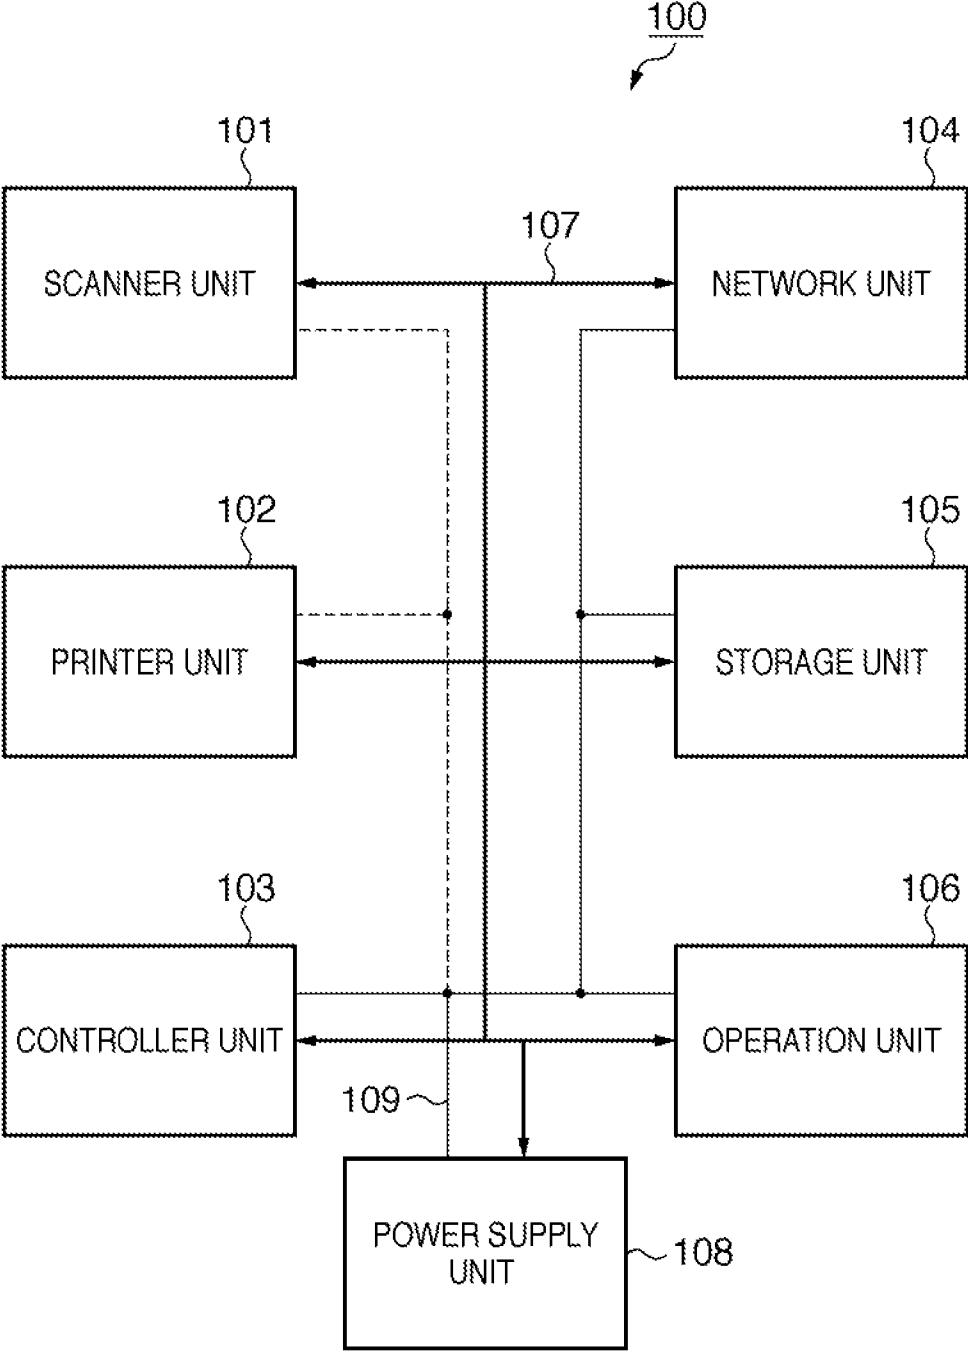 100
101
104
SCANNER UNIT
107
NETWORK UNIT
102
105
PRINTER UNIT
STORAGE UNIT
103
106
CONTROLLER UNIT
OPERATION UNIT
109
POWER SUPPLY
UNIT
108